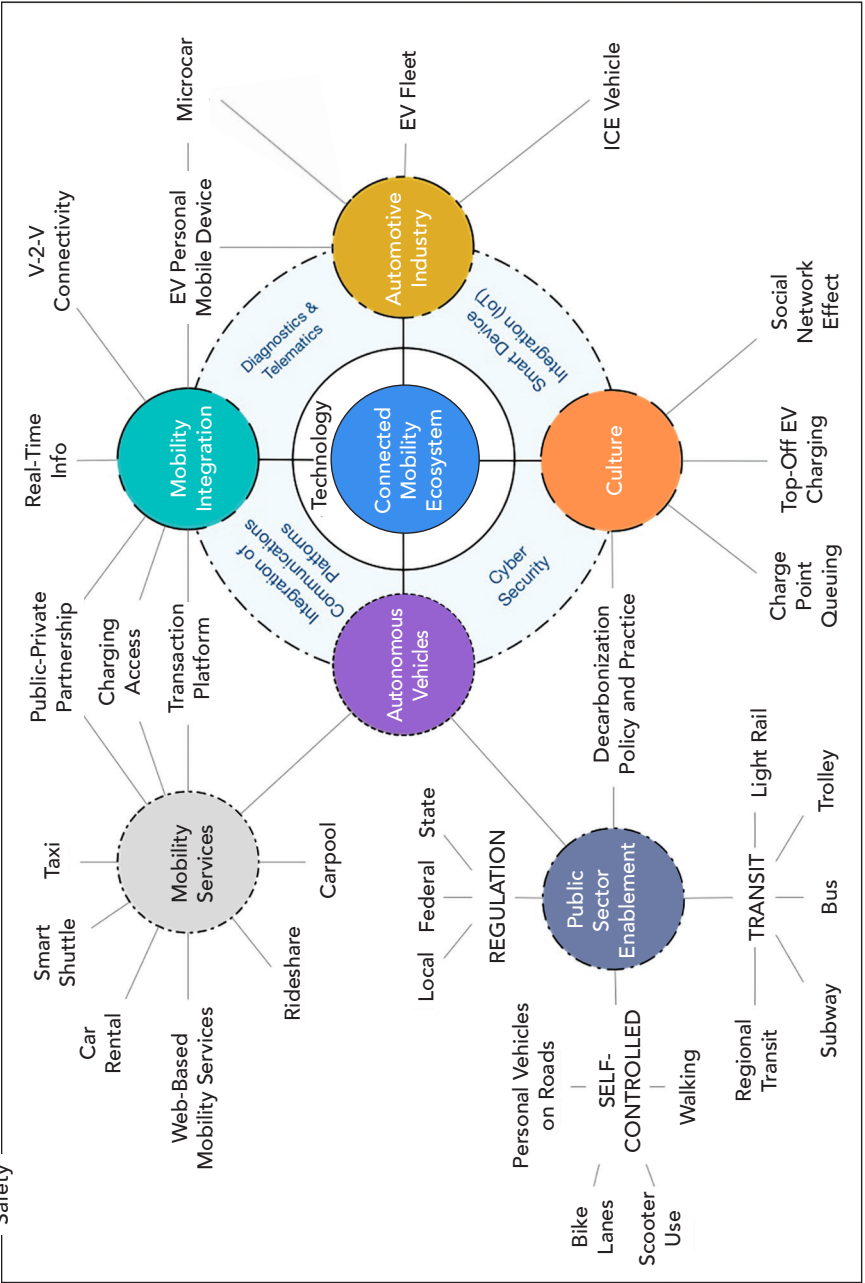 Safety
Web-Based
Mobility Services
Car
Rental
Smart
Shuttle
Taxi
Rideshare
Carpool
Mobility
Services
Public-Private
Partnership
Charging
Access
Transaction
Platform
Real-Time
Info
V-2-V
Connectivity
Mobility
Integration
EV Personal
Mobile Device
Microcar
Integration of
Communications
Platforms
Diagnostics &
Telematics
Technology
Autonomous
Vehicles
Connected
Mobility
Ecosystem
Automotive
Industry
EV Fleet
ICE Vehicle
Cyber
Security
Smart Device
Integration (IoT)
Culture
Charge
Point
Queuing
Top-Off EV
Charging
Social
Network
Effect
Decarbonization
Policy and Practice
Local
Federal
State
REGULATION
Public
Sector
Enablement
Personal Vehicles
on Roads
SELF-
CONTROLLED
Bike
Lanes
Scooter
Use
Walking
TRANSIT
Regional
Transit
Subway
Bus
Trolley
Light Rail